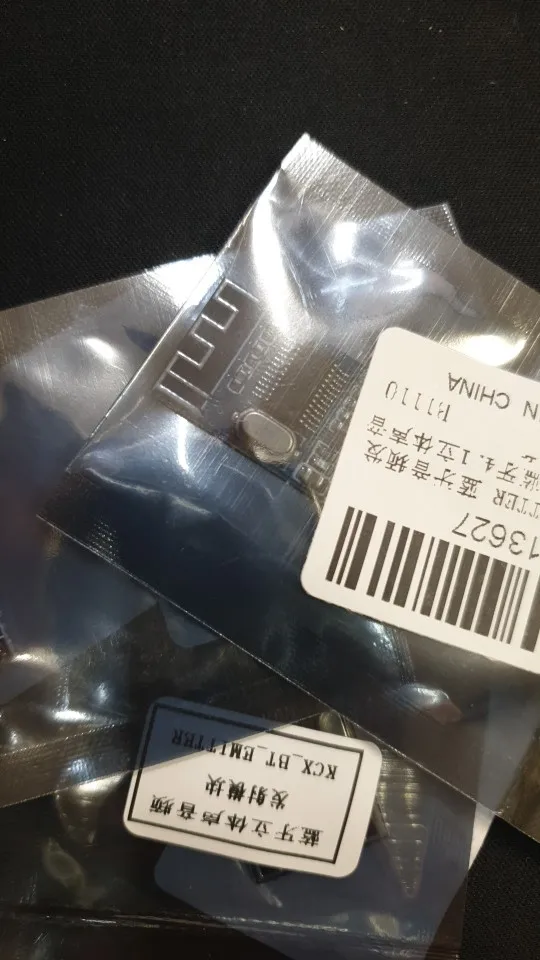 13627
TTER 蓝牙音频发
蓝牙4.1立体声音
B1110
IN CHINA
蓝牙立体声音频
发射模块
KCX_BT_EMITTER